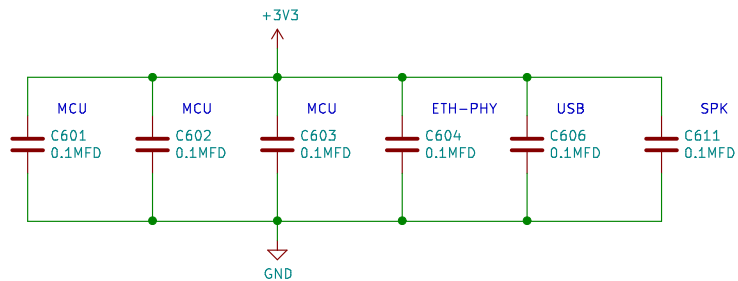 +3V3
MCU
C601
0.1MFD
MCU
C602
0.1MFD
MCU
C603
0.1MFD
ETH-PHY
C604
0.1MFD
USB
C606
0.1MFD
SPK
C611
0.1MFD
GND